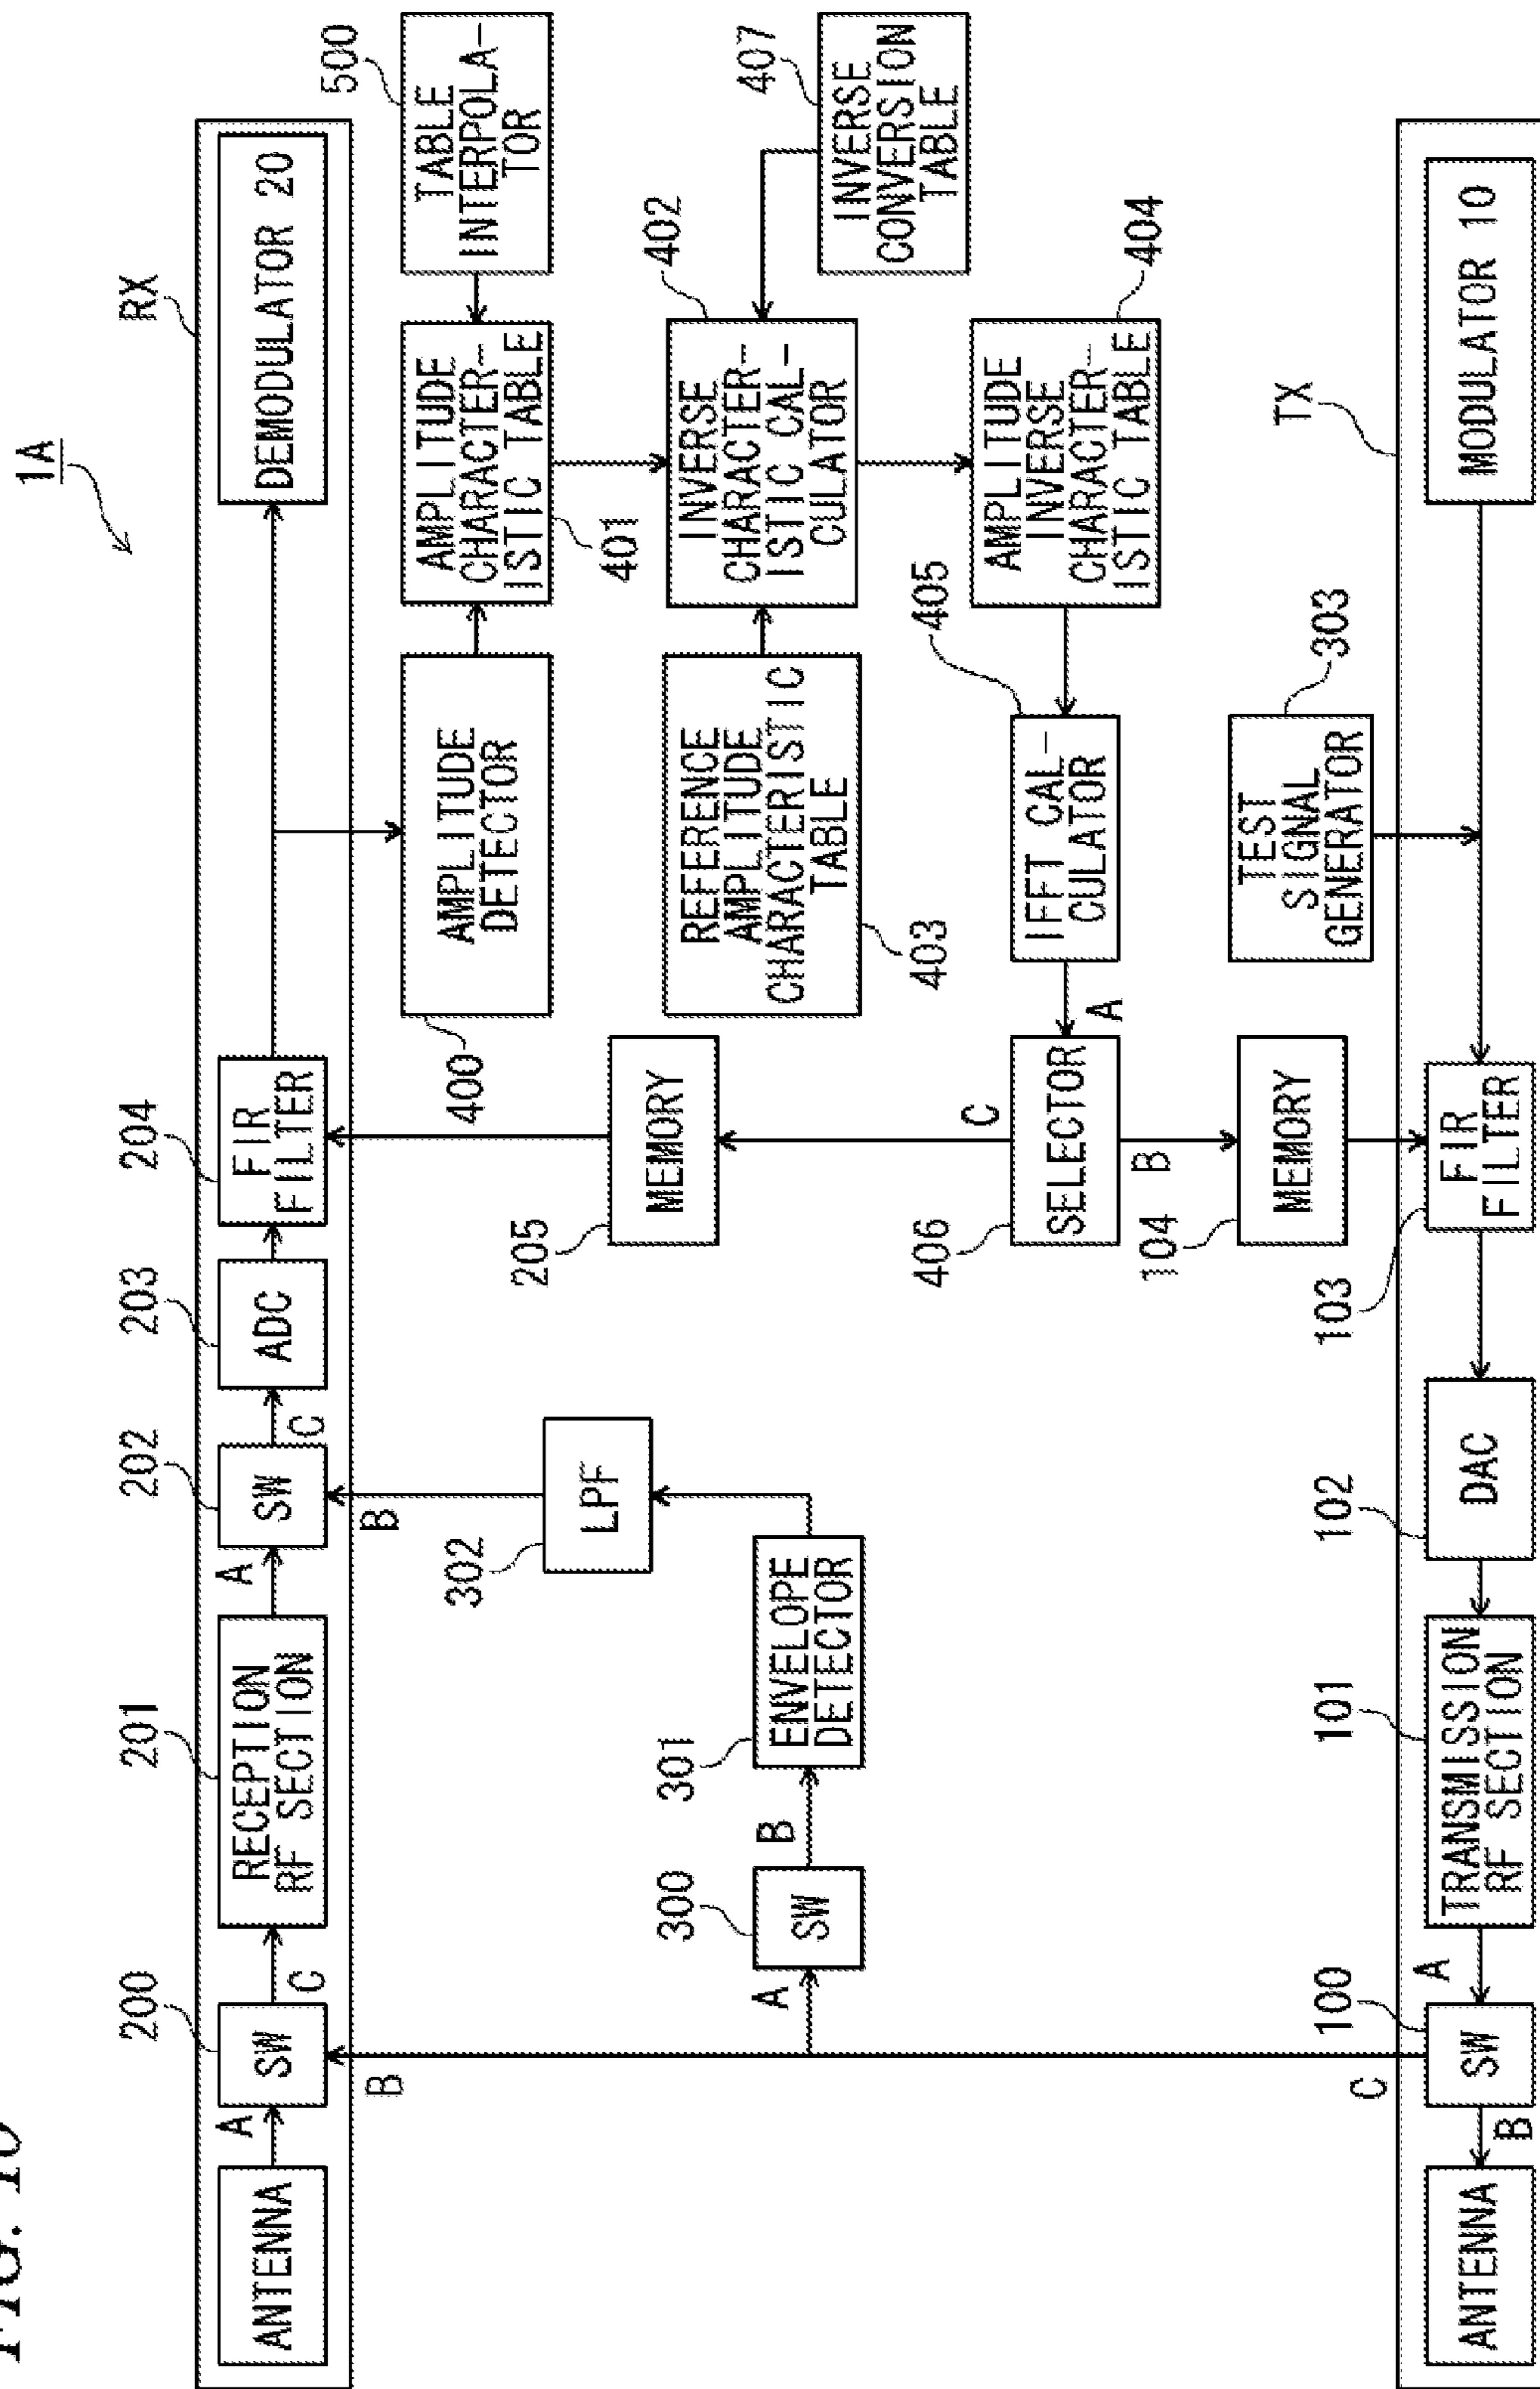 FIG. 10
1A
RX
ANTENNA
A
200
SW
C
B
201
RECEPTION
RF SECTION
A
202
SW
C
B
203
ADC
204
FIR
FILTER
DEMODULATOR 20
400
AMPLITUDE
DETECTOR
AMPLITUDE
CHARACTER-
ISTIC TABLE
401
500
TABLE
INTERPOLA-
TOR
302
LPF
205
MEMORY
REFERENCE
AMPLITUDE
CHARACTERISTIC
TABLE
403
402
INVERSE
CHARACTER-
ISTIC CAL-
CULATOR
407
INVERSE
CONVERSION
TABLE
300
SW
A
B
301
ENVELOPE
DETECTOR
406
SELECTOR
C
A
B
405
IFFT CAL-
CULATOR
404
AMPLITUDE
INVERSE
CHARACTER-
ISTIC TABLE
104
MEMORY
303
TEST
SIGNAL
GENERATOR
TX
ANTENNA
B
100
SW
C
A
101
TRANSMISSION
RF SECTION
102
DAC
103
FIR
FILTER
MODULATOR 10